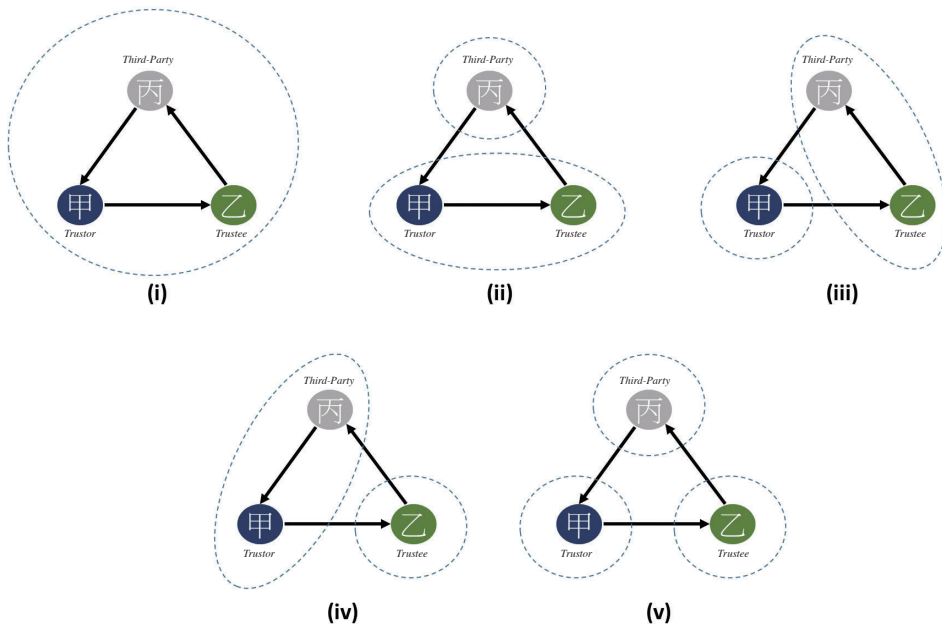 Third-Party
丙
甲
乙
Trustor
Trustee
(i)
Third-Party
丙
甲
乙
Trustor
Trustee
(ii)
Third-Party
丙
甲
乙
Trustor
Trustee
(iii)
Third-Party
丙
甲
乙
Trustor
Trustee
(iv)
Third-Party
丙
甲
乙
Trustor
Trustee
(v)